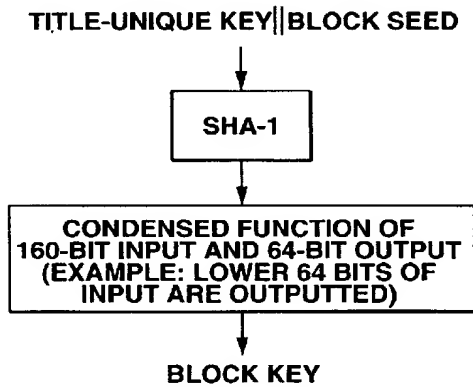 TITLE-UNIQUE KEY||BLOCK SEED
SHA-1
CONDENSED FUNCTION OF
160-BIT INPUT AND 64-BIT OUTPUT
(EXAMPLE: LOWER 64 BITS OF
INPUT ARE OUTPUTTED)
BLOCK KEY